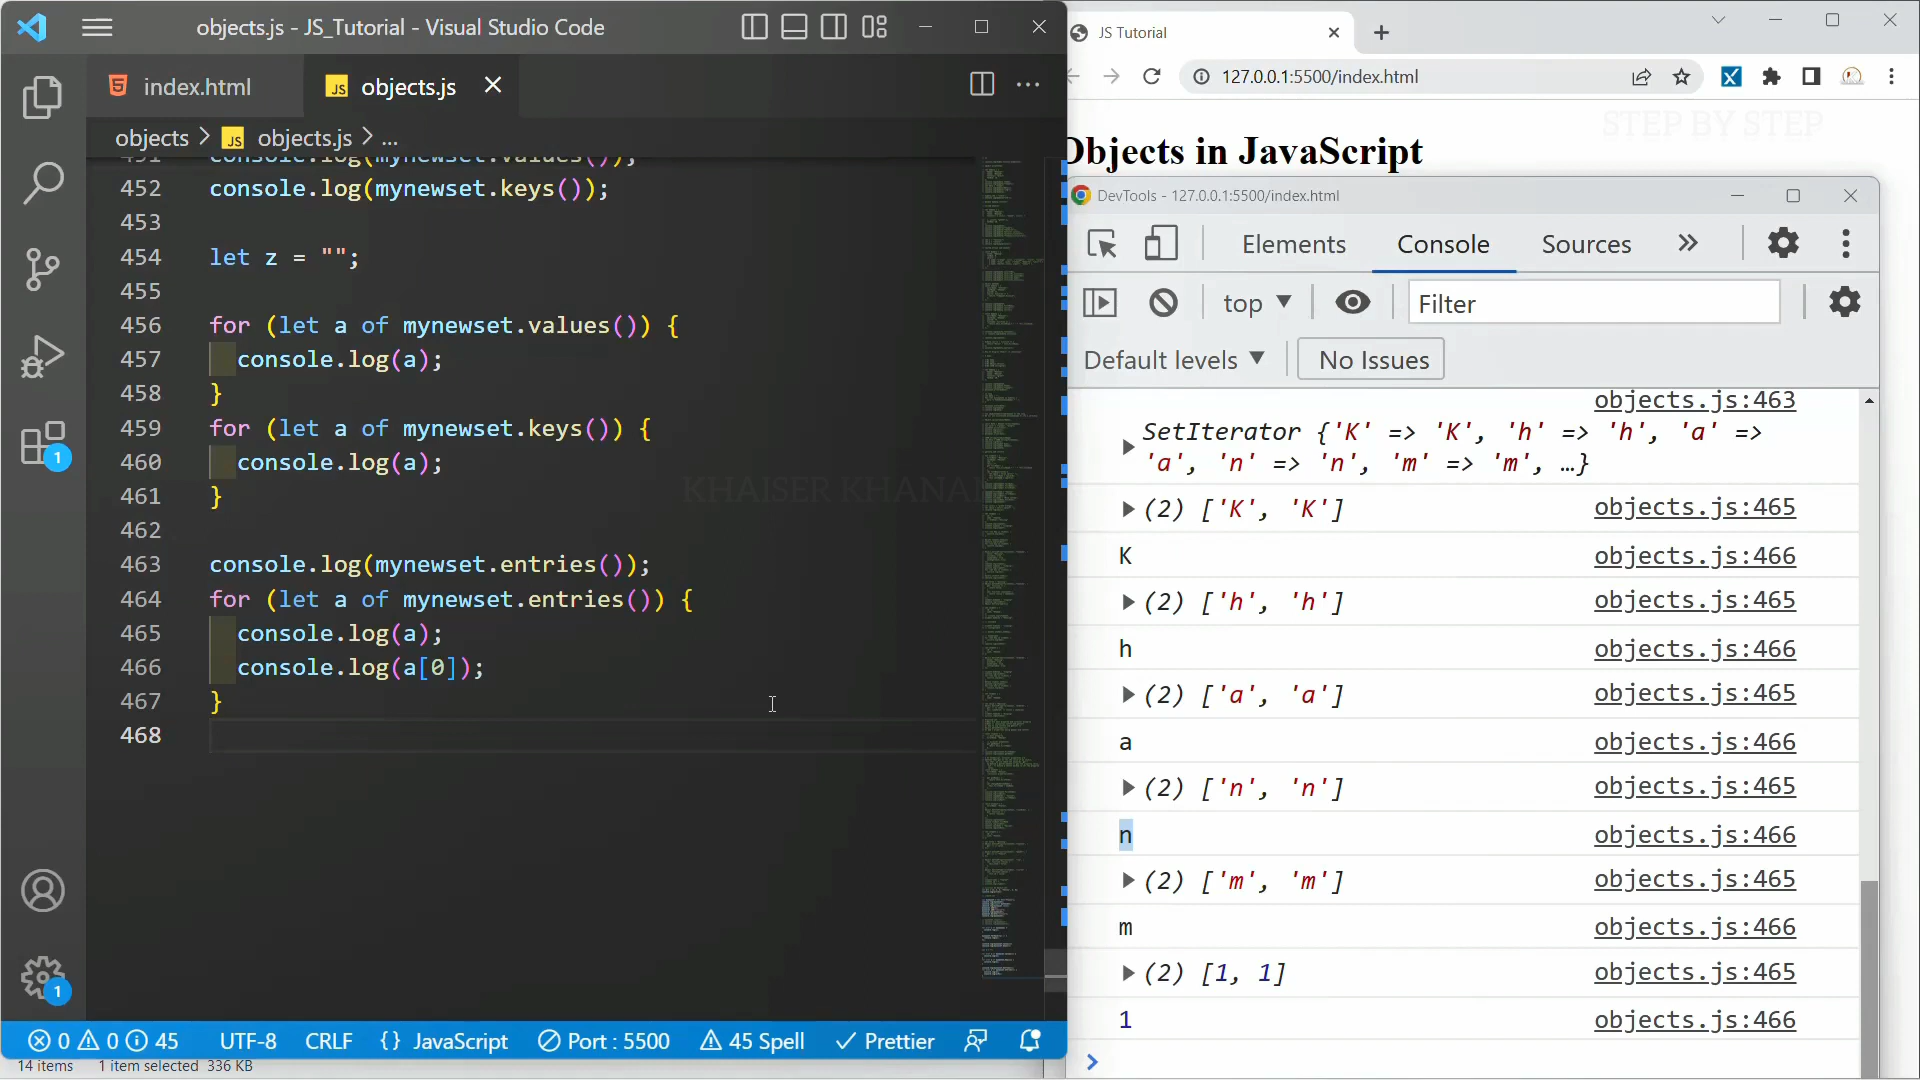 objects.js - JS_Tutorial - Visual Studio Code
index.html
JS objects.js
objects > JS objects.js > ...
451 console.log(mynewset.values());
452 console.log(mynewset.keys());
453
454 let z = "";
455
456 for (let a of mynewset.values()) {
457 console.log(a);
458 }
459 for (let a of mynewset.keys()) {
460 console.log(a);
461 }
462
463 console.log(mynewset.entries());
464 for (let a of mynewset.entries()) {
465 console.log(a);
466 console.log(a[0]);
467 }
468
KHAISER KHANA
1
1
0 0 45 UTF-8 CRLF {} JavaScript Port : 5500 45 Spell Prettier
14 items 1 item selected 336 KB
JS Tutorial
127.0.0.1:5500/index.html
STEP BY STEP
Objects in JavaScript
DevTools - 127.0.0.1:5500/index.html
Elements Console Sources »
top Filter
Default levels No Issues
objects.js:463
SetIterator {'K' => 'K', 'h' => 'h', 'a' =>
'a', 'n' => 'n', 'm' => 'm', …}
(2) ['K', 'K'] objects.js:465
K objects.js:466
(2) ['h', 'h'] objects.js:465
h objects.js:466
(2) ['a', 'a'] objects.js:465
a objects.js:466
(2) ['n', 'n'] objects.js:465
n objects.js:466
(2) ['m', 'm'] objects.js:465
m objects.js:466
(2) [1, 1] objects.js:465
1 objects.js:466
>